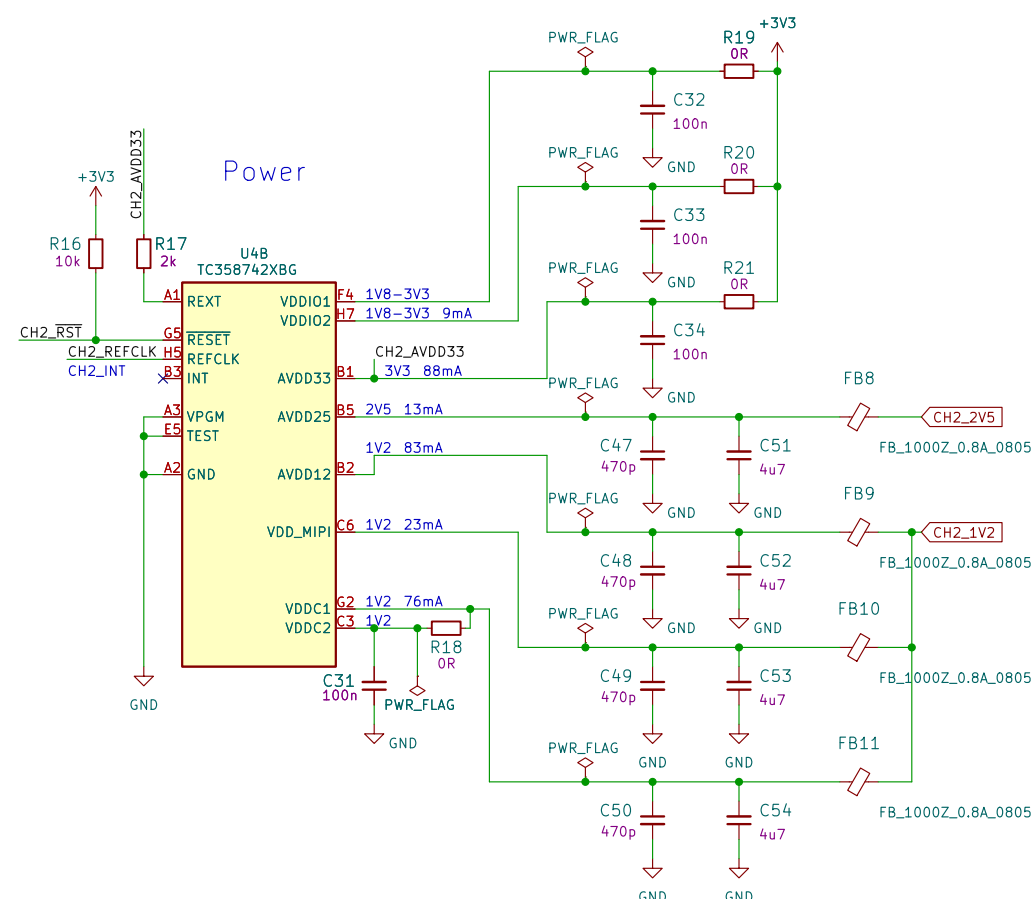 +3V3
PWR_FLAG
R19
0R
C32
100n
GND
Power
CH2_AVDD33
+3V3
PWR_FLAG
R20
0R
C33
100n
GND
R16
10k
R17
2k
U4B
TC358742XBG
PWR_FLAG
R21
0R
A1 REXT
VDDIO1 F4 1V8-3V3
VDDIO2 H7 1V8-3V3 9mA
C34
100n
GND
CH2_RST
G5 RESET
CH2_REFCLK H5 REFCLK
CH2_INT B3 INT
CH2_AVDD33
AVDD33 B1 3V3 88mA
PWR_FLAG
FB8
A3 VPGM
AVDD25 B5 2V5 13mA
CH2_2V5
E5 TEST
FB_1000Z_0.8A_0805
C47
470p
GND
C51
4u7
GND
A2 GND
1V2 83mA
AVDD12 B2
PWR_FLAG
FB9
VDD_MIPI C6 1V2 23mA
CH2_1V2
FB_1000Z_0.8A_0805
C48
470p
GND
C52
4u7
GND
VDDC1 G2 1V2 76mA
VDDC2 C3 1V2
PWR_FLAG
FB10
R18
0R
FB_1000Z_0.8A_0805
C31
100n
GND
PWR_FLAG
GND
C49
470p
GND
C53
4u7
GND
PWR_FLAG
FB11
FB_1000Z_0.8A_0805
C50
470p
GND
C54
4u7
GND